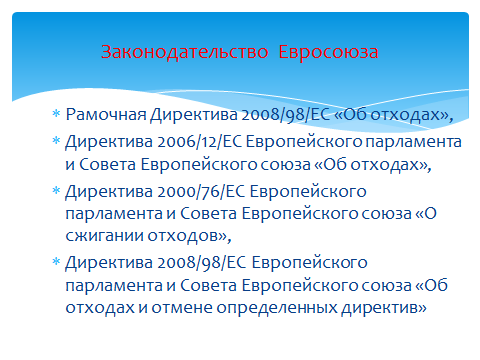 Законодательство Евросоюза
Рамочная Директива 2008/98/ЕС «Об отходах»,
Директива 2006/12/ЕС Европейского парламента
и Совета Европейского союза «Об отходах»,
Директива 2000/76/ЕС Европейского
парламента и Совета Европейского союза «О
сжигании отходов»,
Директива 2008/98/ЕС Европейского
парламента и Совета Европейского союза «Об
отходах и отмене определенных директив»